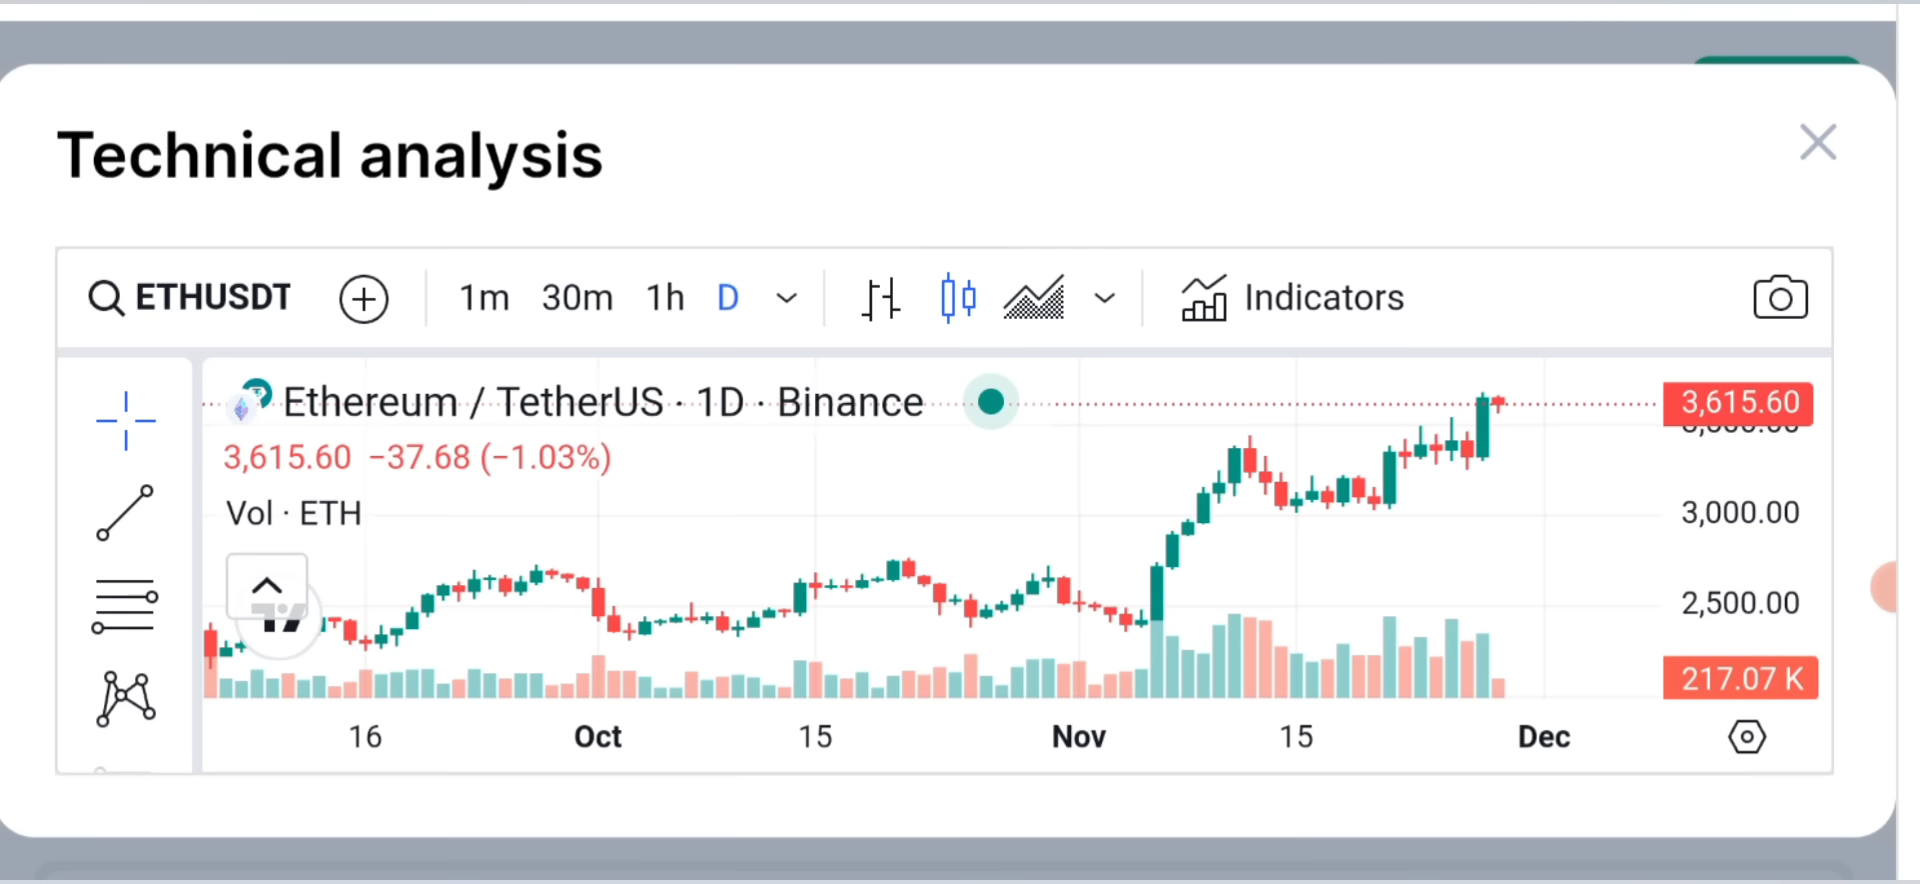 Technical analysis
ETHUSDT 1m 30m 1h D Indicators
Ethereum / TetherUS · 1D · Binance
3,615.60 −37.68 (−1.03%)
Vol · ETH
3,615.60
3,000.00
2,500.00
217.07 K
16 Oct 15 Nov 15 Dec